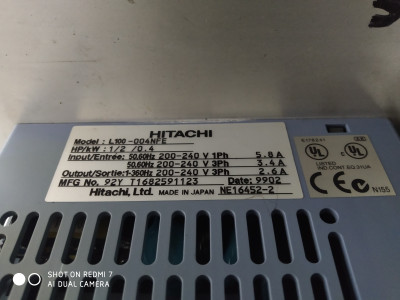 HITACHI
Model: L100-004NFE
HP/kW: 1/2 /0.4
Input/Entrée: 50,60Hz 200-240 V 1Ph 5.8 A
50,60Hz 200-240 V 3Ph 3.4 A
Output/Sortie: 1-360Hz 200-240 V 3Ph 2.6 A
MFG No. 92Y T1682591123 Date: 9902
Hitachi, Ltd. MADE IN JAPAN NE16452-2
UL
LISTED
UL
IND.CONT.EQ.
C
N155
SHOT ON REDMI 7
AI DUAL CAMERA